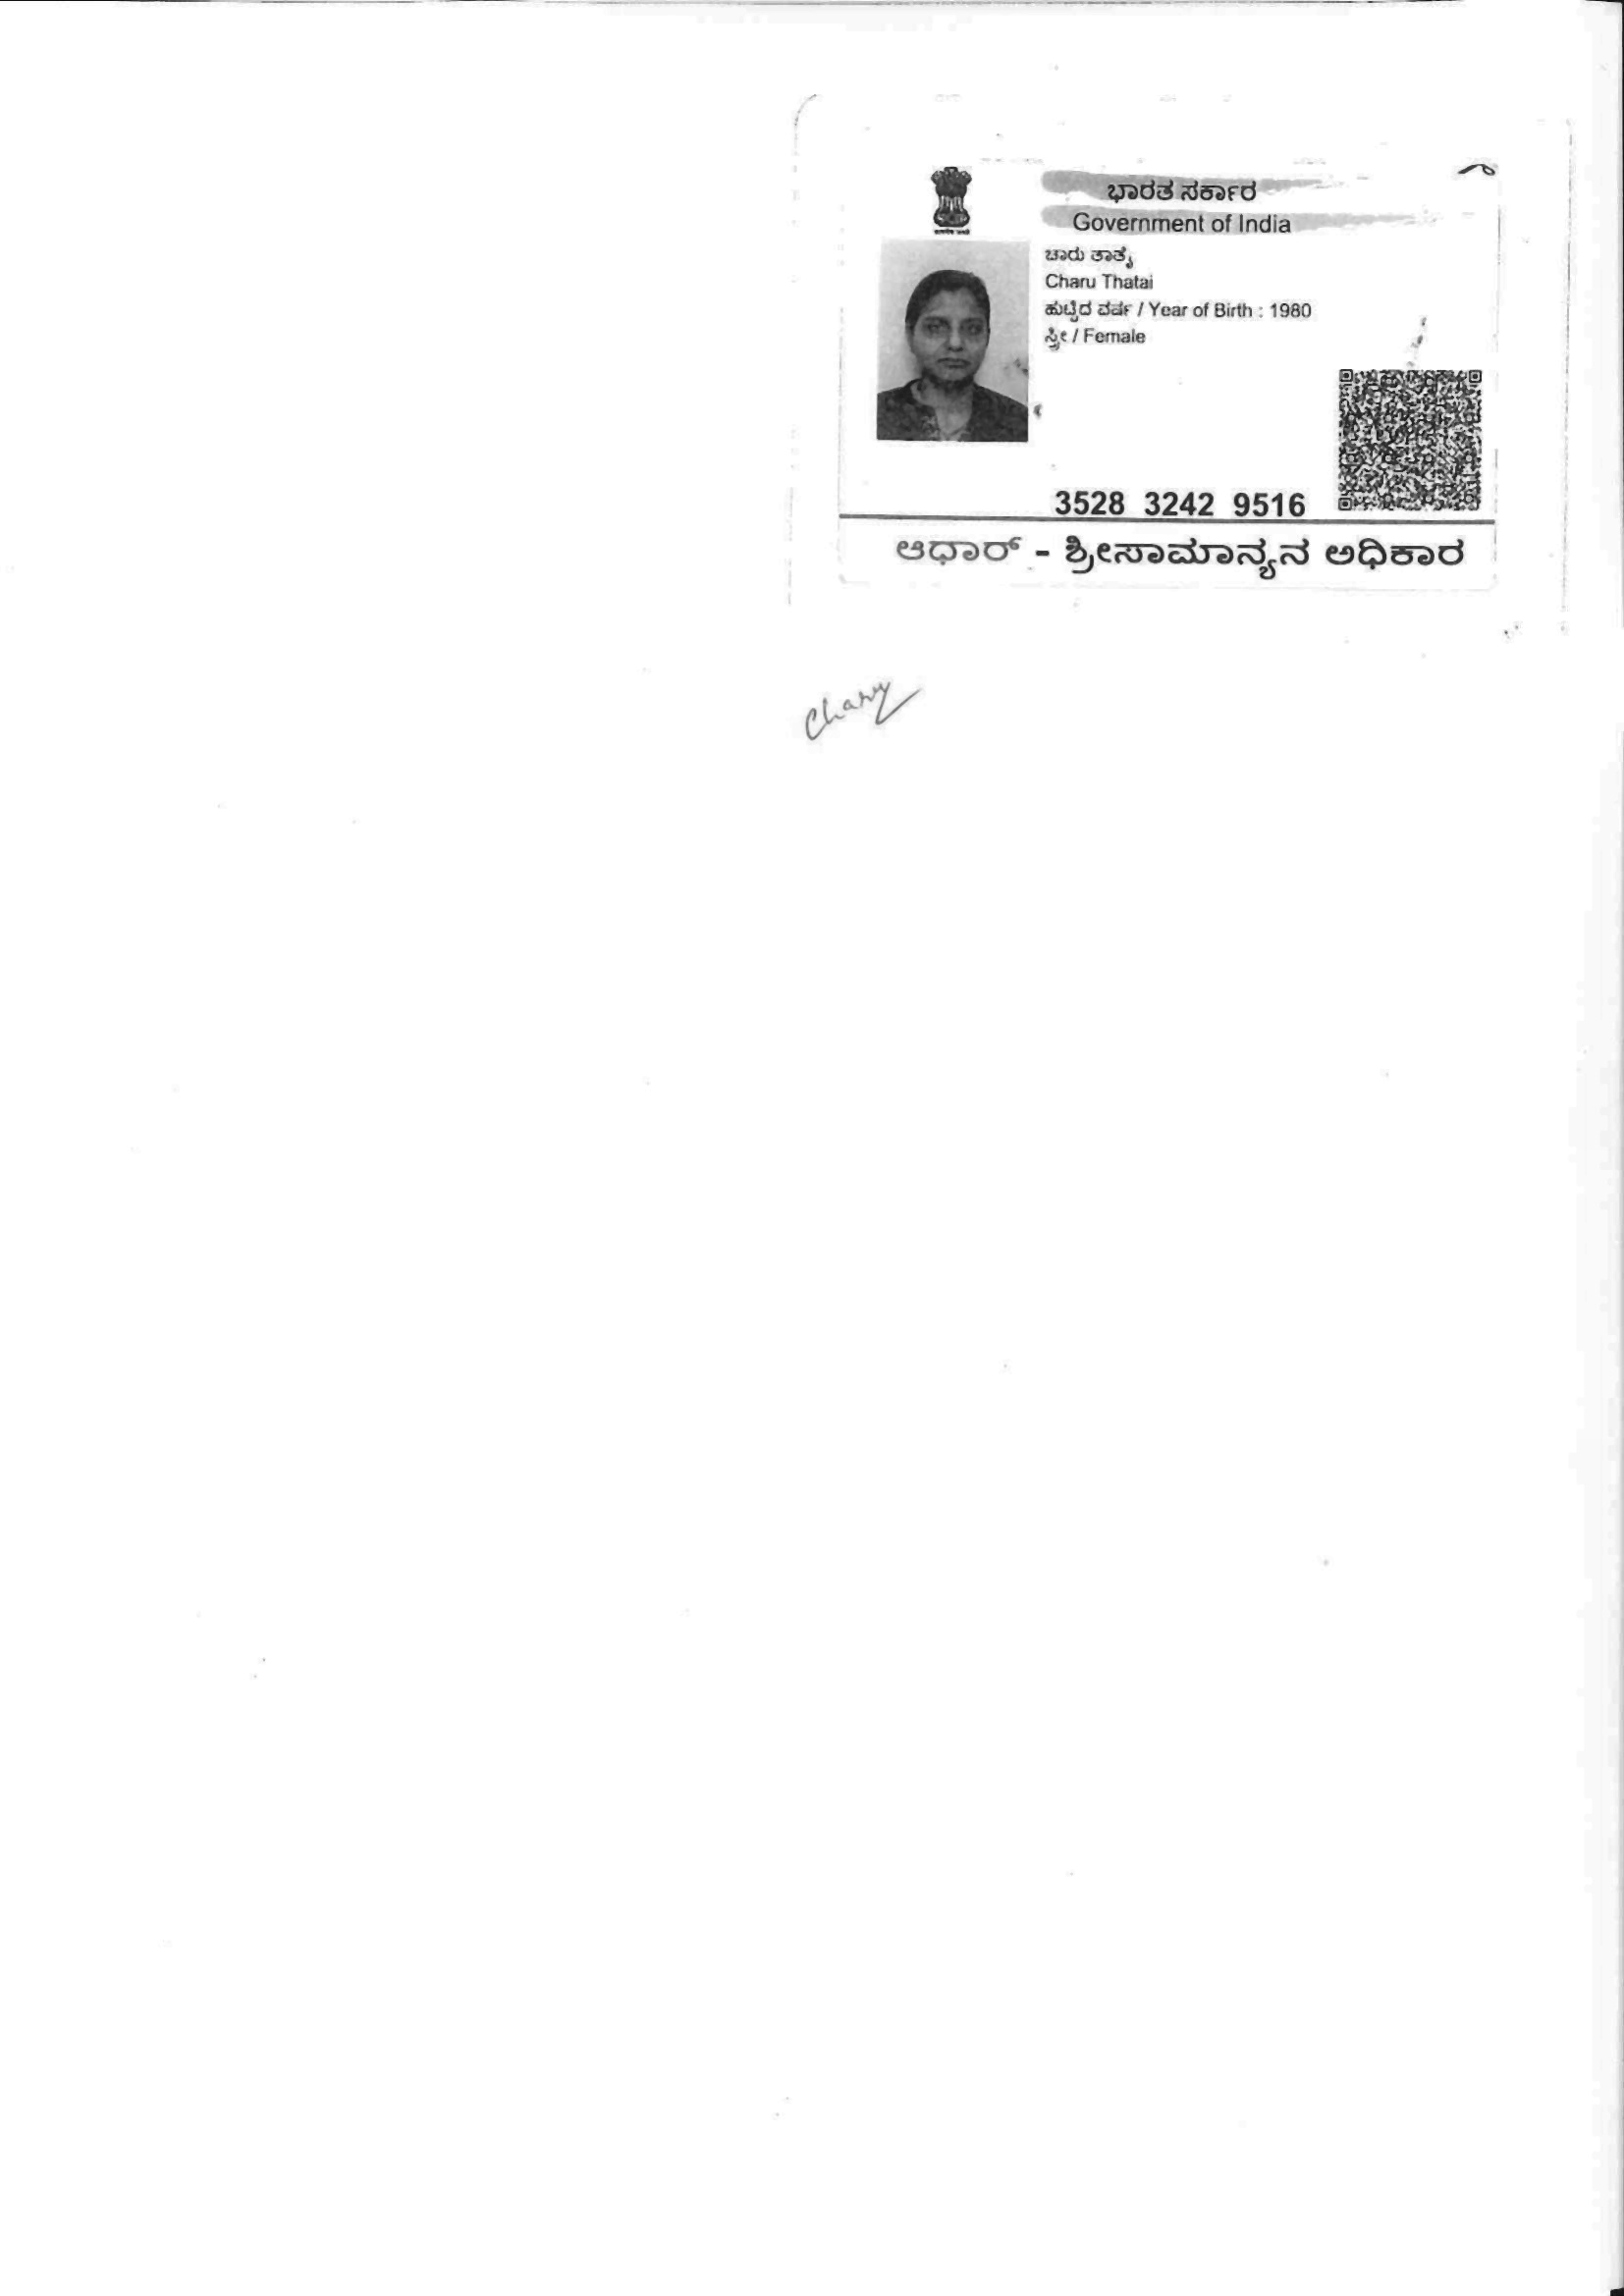 ಭಾರತ ಸರ್ಕಾರ
Government of India
ಚಾರು ತಾತೈ
Charu Thatai
ಹುಟ್ಟಿದ ವರ್ಷ / Year of Birth : 1980
ಸ್ತ್ರೀ / Female
3528 3242 9516
ಆಧಾರ್ - ಶ್ರೀಸಾಮಾನ್ಯನ ಅಧಿಕಾರ
Charu